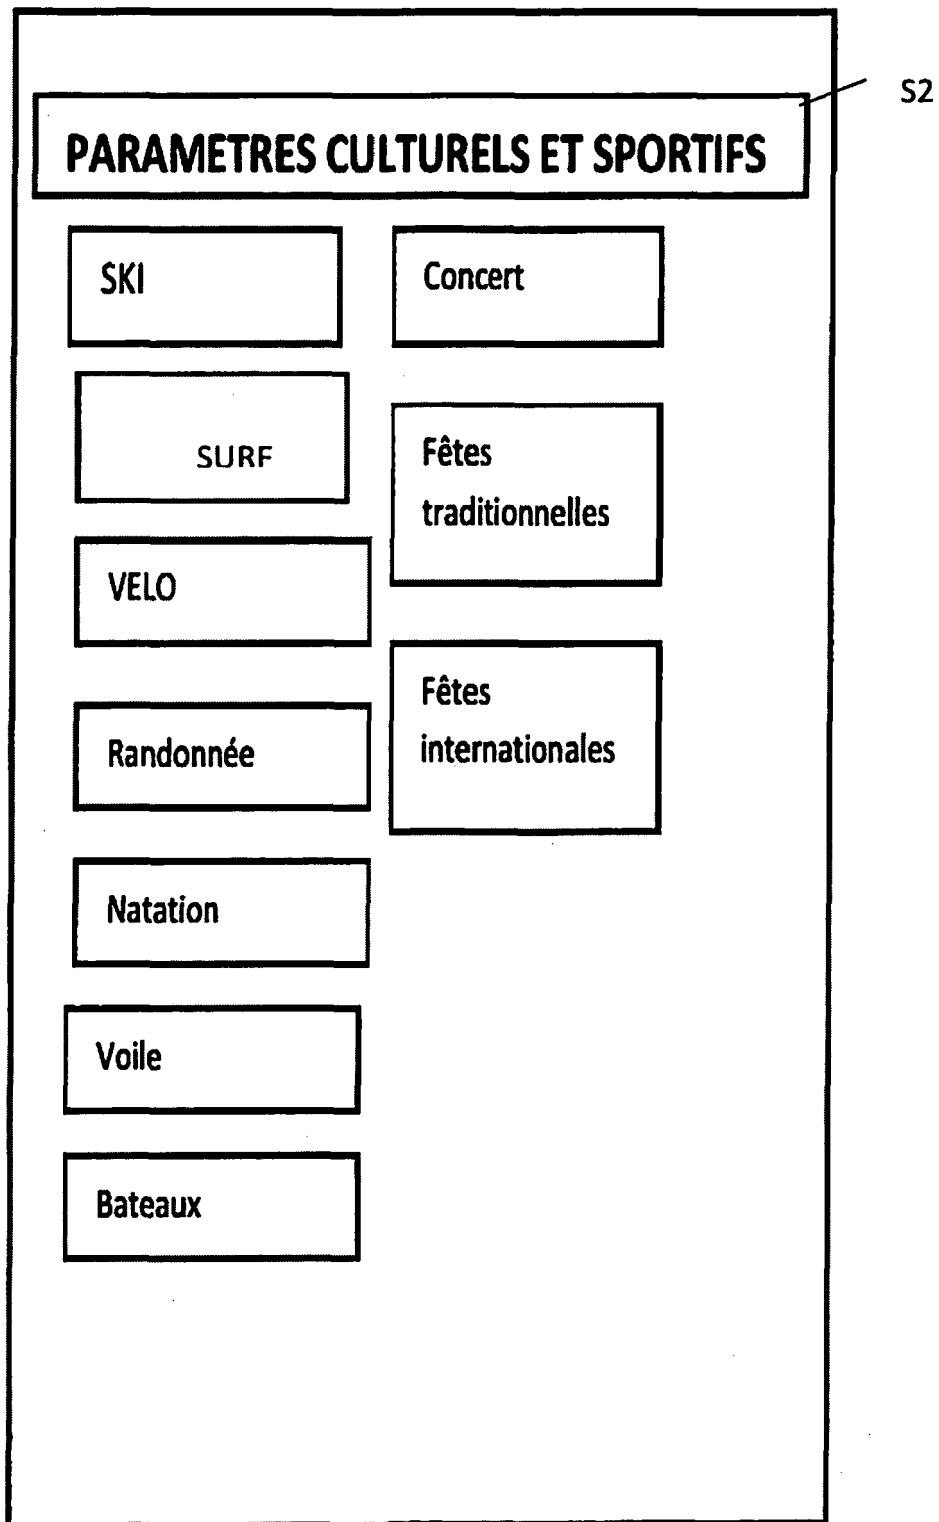 S2
PARAMETRES CULTURELS ET SPORTIFS
SKI
SURF
VELO
Randonnée
Natation
Voile
Bateaux
Concert
Fêtes
traditionnelles
Fêtes
internationales